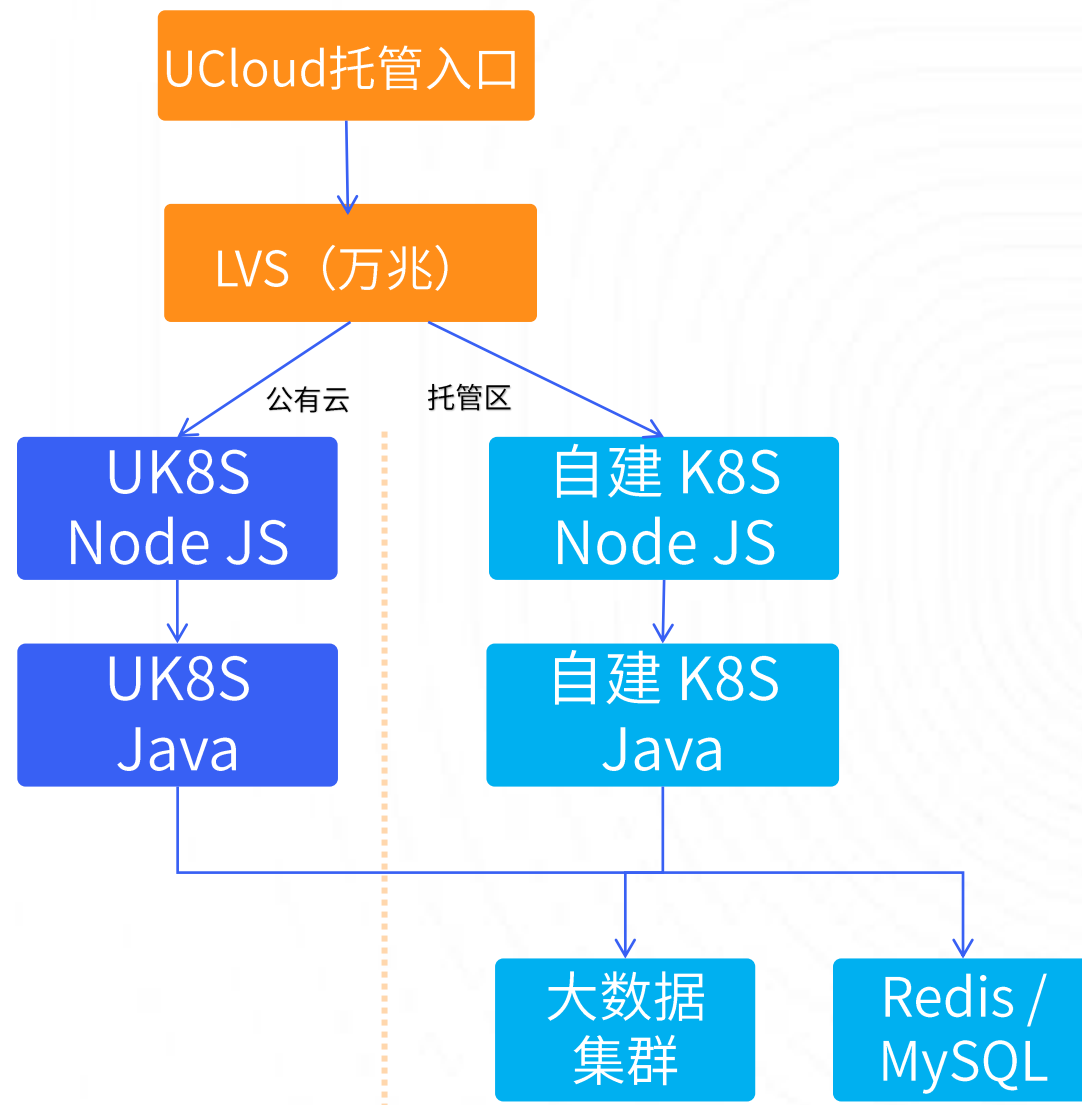 UCloud托管入口
LVS（万兆）
公有云
托管区
UK8S
Node JS
自建 K8S
Node JS
UK8S
Java
自建 K8S
Java
大数据
集群
Redis /
MySQL